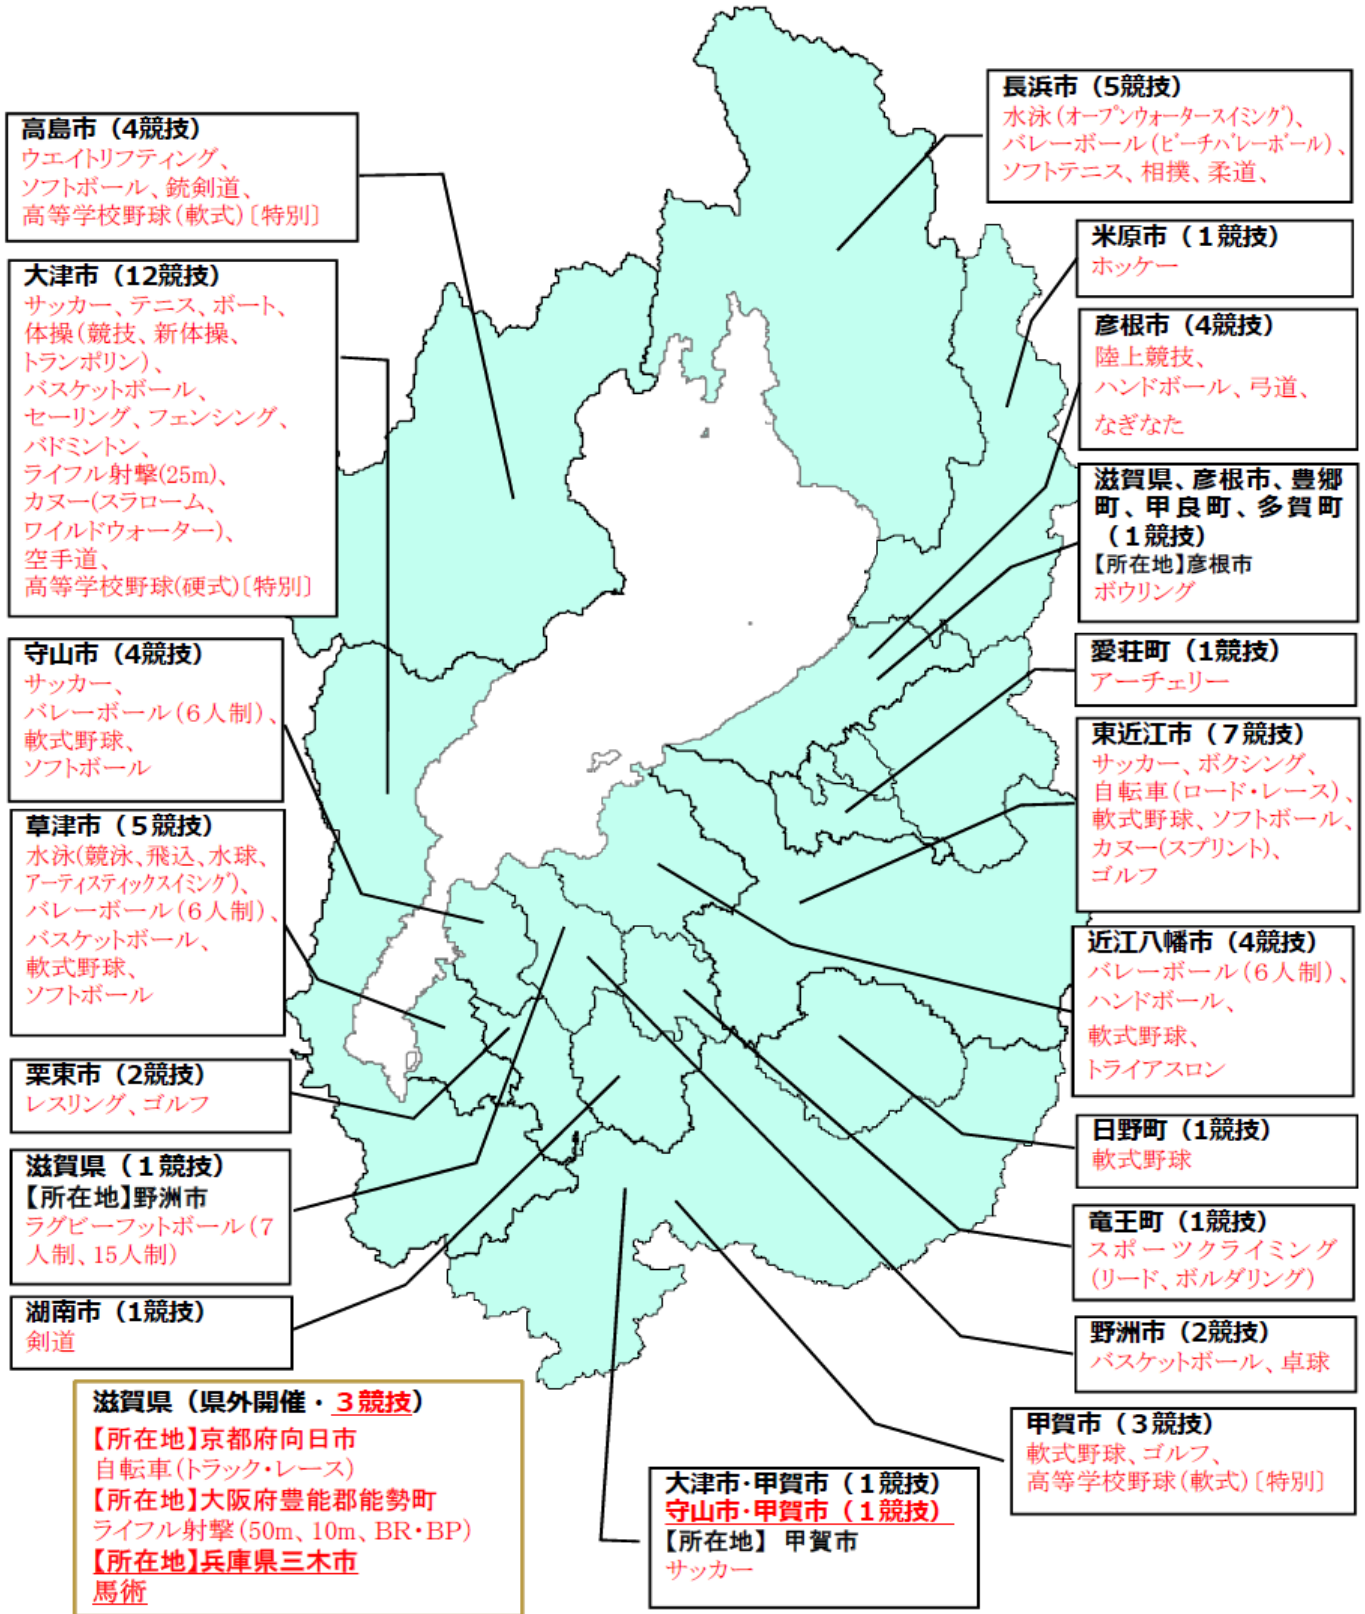 高島市（4競技）
ウエイトリフティング、
ソフトボール、銃剣道、
高等学校野球(軟式)〔特別〕
大津市（12競技）
サッカー、テニス、ボート、
体操(競技、新体操、
トランポリン)、
バスケットボール、
セーリング、フェンシング、
バドミントン、
ライフル射撃(25m)、
カヌー(スラローム、
ワイルドウォーター)、
空手道、
高等学校野球(硬式)〔特別〕
守山市（4競技）
サッカー、
バレーボール(6人制)、
軟式野球、
ソフトボール
草津市（５競技）
水泳(競泳、飛込、水球、
アーティスティックスイミング)、
バレーボール(6人制)、
バスケットボール、
軟式野球、
ソフトボール
栗東市（2競技）
レスリング、ゴルフ
滋賀県（１競技）
【所在地】野洲市
ラグビーフットボール(7
人制、15人制)
湖南市（1競技）
剣道
滋賀県（県外開催・３競技）
【所在地】京都府向日市
自転車(トラック・レース)
【所在地】大阪府豊能郡能勢町
ライフル射撃(50m、10m、BR・BP)
【所在地】兵庫県三木市
馬術
長浜市（5競技）
水泳(オープンウォータースイミング)、
バレーボール(ビーチバレーボール)、
ソフトテニス、相撲、柔道、
米原市（１競技）
ホッケー
彦根市（4競技）
陸上競技、
ハンドボール、弓道、
なぎなた
滋賀県、彦根市、豊郷
町、甲良町、多賀町
（１競技）
【所在地】彦根市
ボウリング
愛荘町（1競技）
アーチェリー
東近江市（７競技）
サッカー、ボクシング、
自転車(ロード・レース)、
軟式野球、ソフトボール、
カヌー(スプリント)、
ゴルフ
近江八幡市（4競技）
バレーボール(6人制)、
ハンドボール、
軟式野球、
トライアスロン
日野町（1競技）
軟式野球
竜王町（1競技）
スポーツクライミング
(リード、ボルダリング)
野洲市（2競技）
バスケットボール、卓球
甲賀市（３競技）
軟式野球、ゴルフ、
高等学校野球(軟式)〔特別〕
大津市・甲賀市（１競技）
守山市・甲賀市（１競技）
【所在地】 甲賀市
サッカー